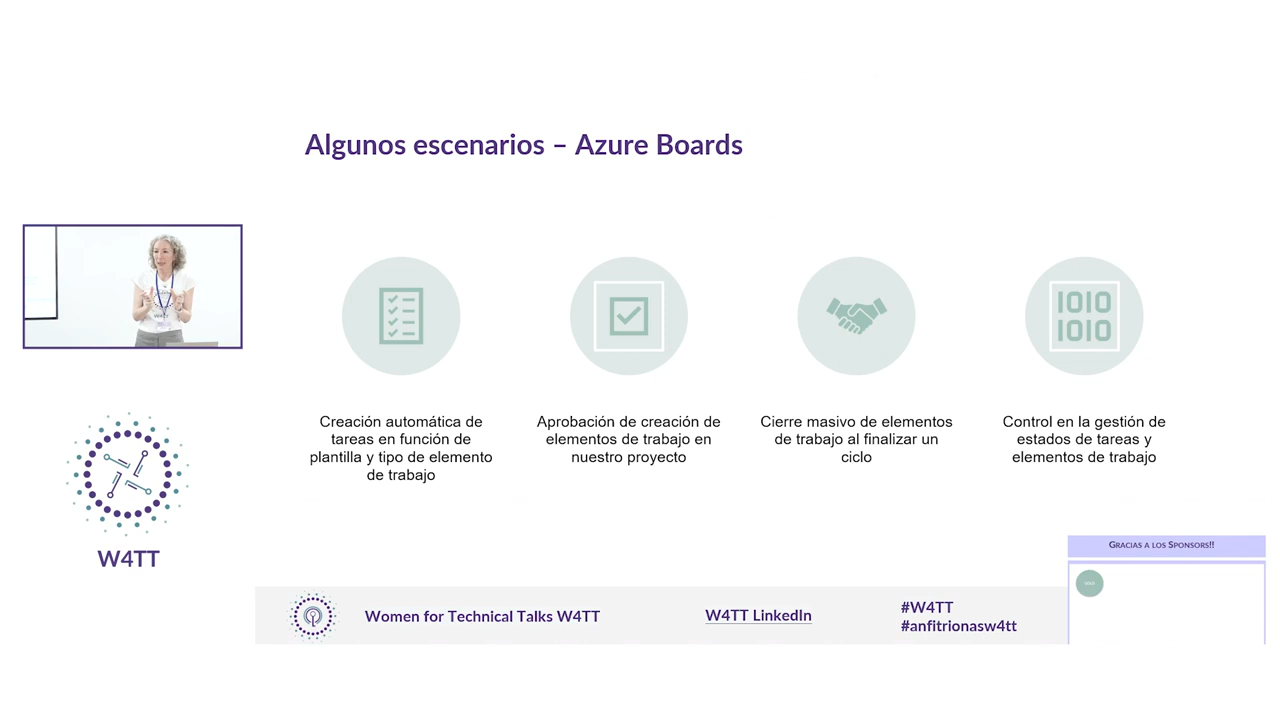 Algunos escenarios – Azure Boards
1010
1010
Creación automática de
tareas en función de
plantilla y tipo de elemento
de trabajo
Aprobación de creación de
elementos de trabajo en
nuestro proyecto
Cierre masivo de elementos
de trabajo al finalizar un
ciclo
Control en la gestión de
estados de tareas y
elementos de trabajo
W4TT
GRACIAS A LOS SPONSORS!!
Women for Technical Talks W4TT
W4TT LinkedIn
#W4TT
#anfitrionasw4tt